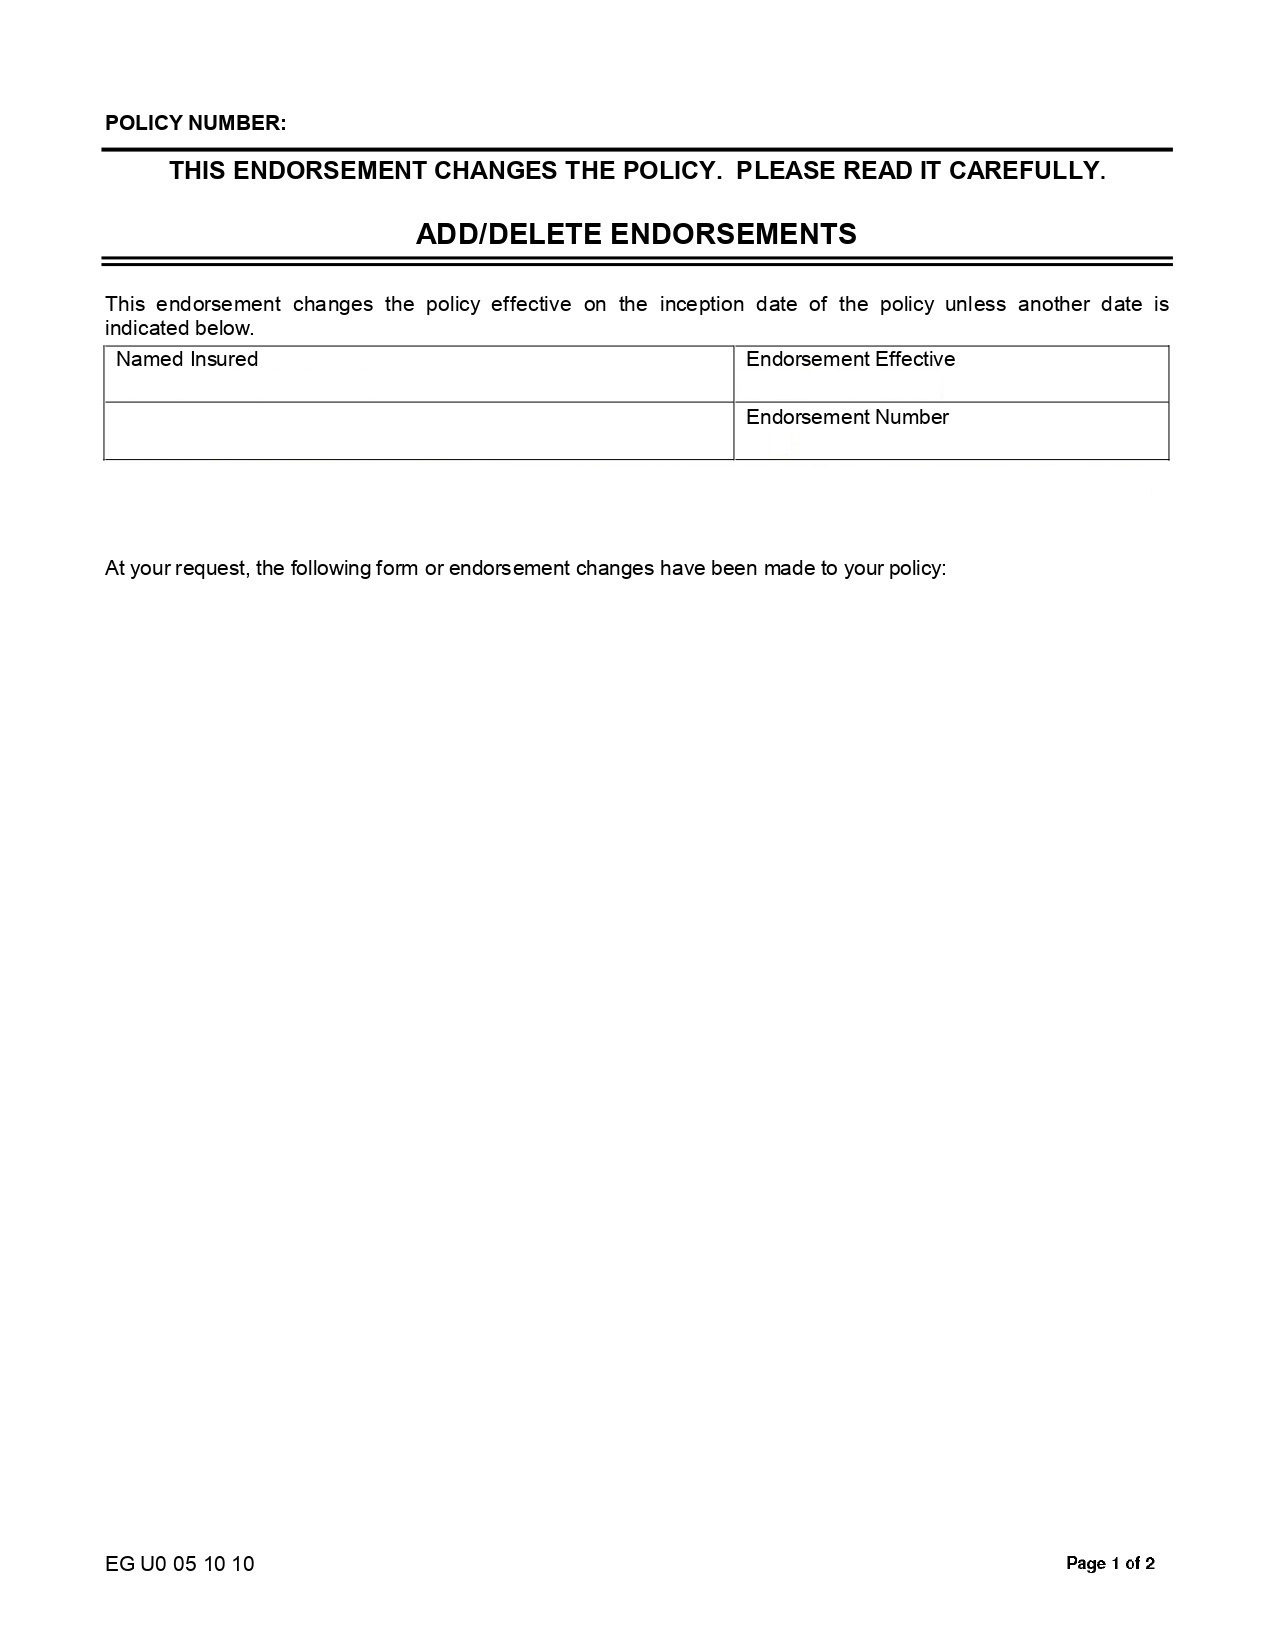 POLICY NUMBER:
THIS ENDORSEMENT CHANGES THE POLICY.  PLEASE READ IT CAREFULLY.
ADD/DELETE ENDORSEMENTS
This endorsement changes the policy effective on the inception date of the policy unless another date is
indicated below.
Named Insured
Endorsement Effective
Endorsement Number
At your request, the following form or endorsement changes have been made to your policy:
EG U0 05 10 10
Page 1 of 2